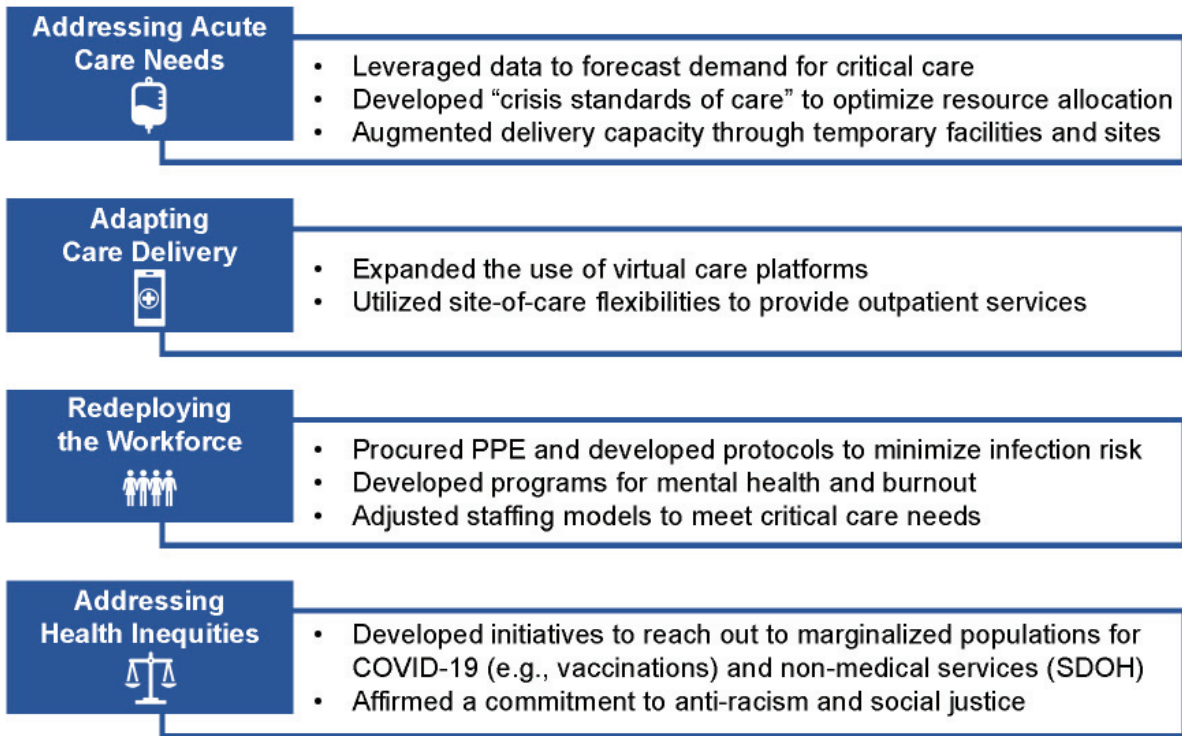 Addressing Acute
Care Needs
• Leveraged data to forecast demand for critical care
• Developed “crisis standards of care” to optimize resource allocation
• Augmented delivery capacity through temporary facilities and sites
Adapting
Care Delivery
• Expanded the use of virtual care platforms
• Utilized site-of-care flexibilities to provide outpatient services
Redeploying
the Workforce
• Procured PPE and developed protocols to minimize infection risk
• Developed programs for mental health and burnout
• Adjusted staffing models to meet critical care needs
Addressing
Health Inequities
• Developed initiatives to reach out to marginalized populations for
COVID-19 (e.g., vaccinations) and non-medical services (SDOH)
• Affirmed a commitment to anti-racism and social justice